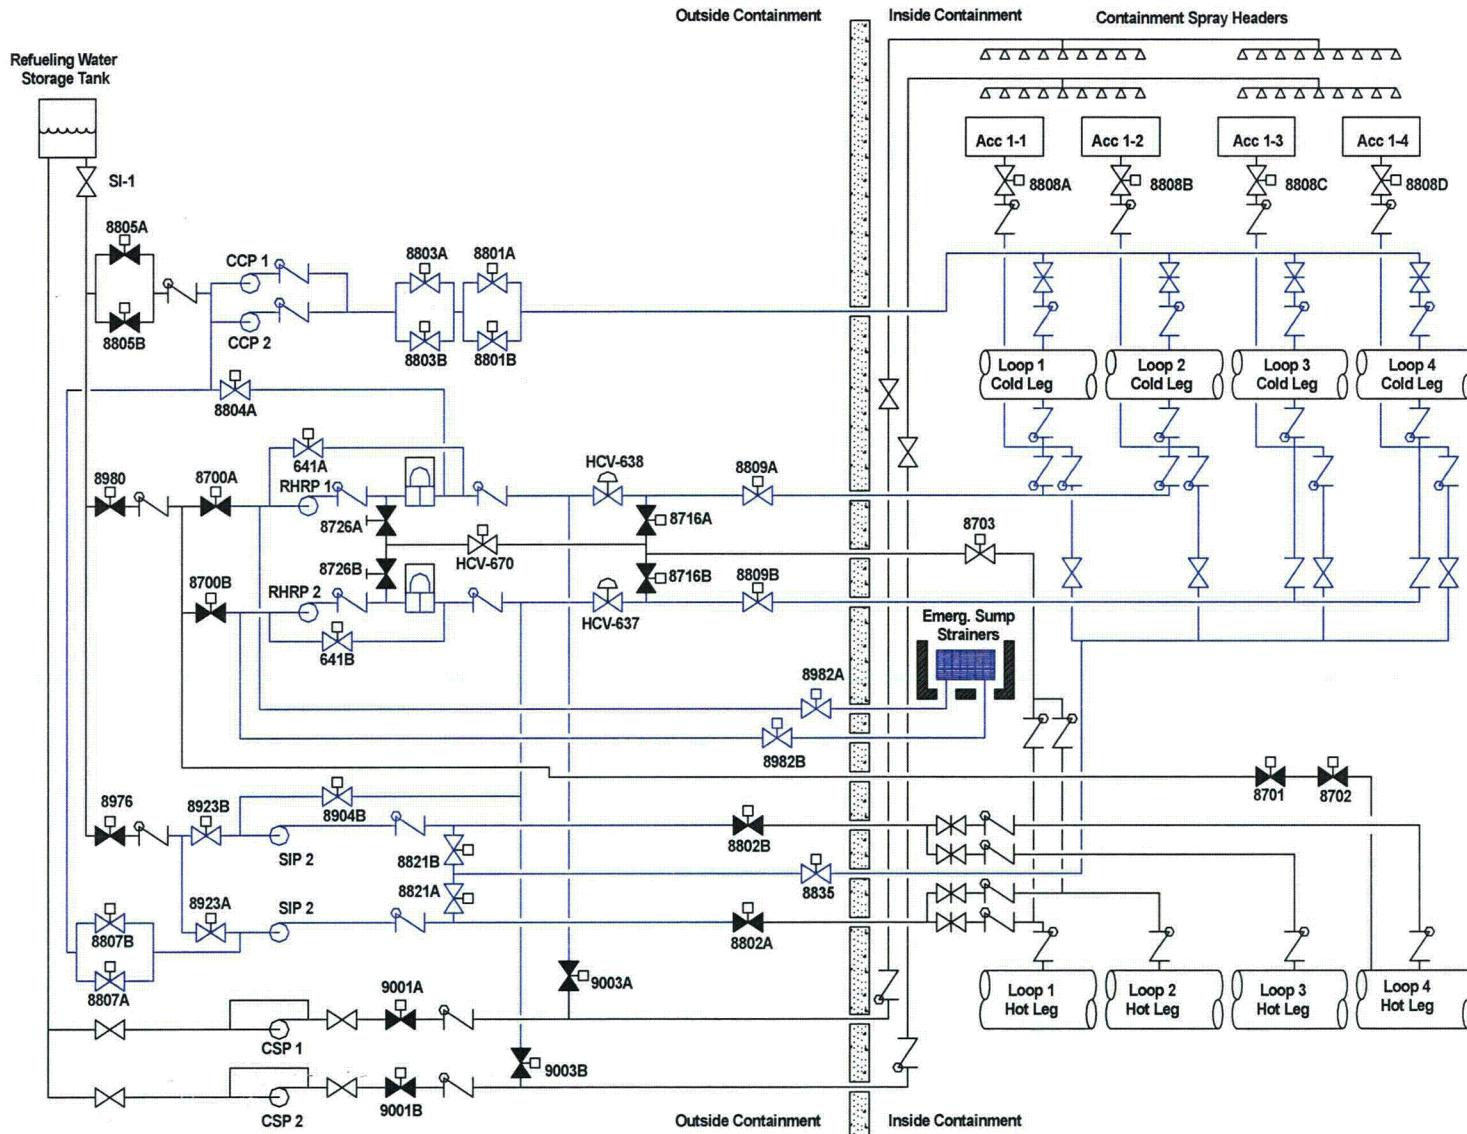 Outside Containment
Inside Containment
Containment Spray Headers
Refueling Water
Storage Tank
SI-1
Acc 1-1
Acc 1-2
Acc 1-3
Acc 1-4
8808A
8808B
8808C
8808D
8805A
8805B
CCP 1
CCP 2
8803A
8801A
8803B
8801B
Loop 1
Cold Leg
Loop 2
Cold Leg
Loop 3
Cold Leg
Loop 4
Cold Leg
8804A
641A
HCV-638
8809A
8980
8700A
RHRP 1
8726A
8716A
8703
HCV-670
8726B
8716B
8700B
RHRP 2
8809B
HCV-637
641B
Emerg. Sump
Strainers
8982A
8982B
8701
8702
8976
8923B
8904B
SIP 2
8821B
8802B
8821A
8835
8923A
SIP 2
8802A
8807B
8807A
9003A
9001A
CSP 1
Loop 1
Hot Leg
Loop 2
Hot Leg
Loop 3
Hot Leg
Loop 4
Hot Leg
9003B
9001B
CSP 2
Outside Containment
Inside Containment